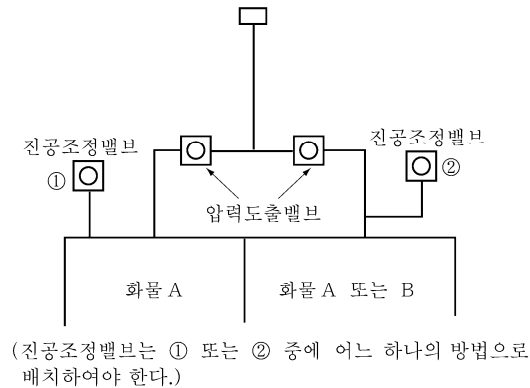 진공조정밸브
①
진공조정밸브
②
압력도출밸브
화물 A
화물 A 또는 B
(진공조정밸브는 ① 또는 ② 중에 어느 하나의 방법으로
배치하여야 한다.)